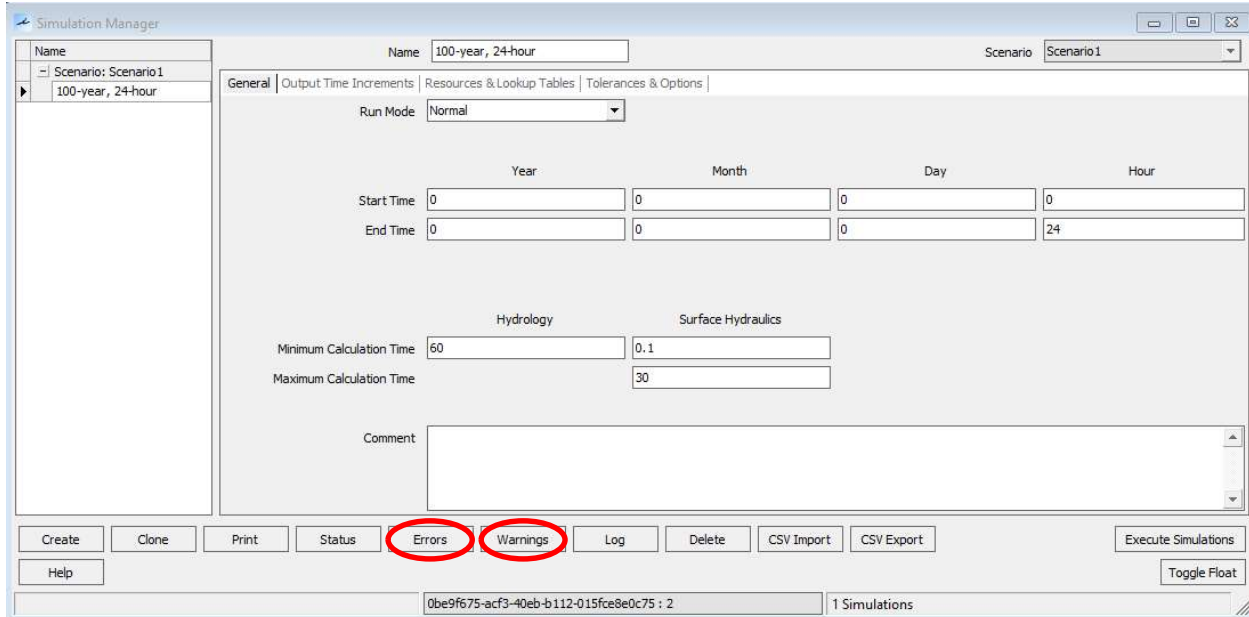 Simulation Manager
Name
Scenario: Scenario1
100-year, 24-hour
Name 100-year, 24-hour Scenario Scenario1
General Output Time Increments Resources & Lookup Tables Tolerances & Options
Run Mode Normal
Year Month Day Hour
Start Time 0 0 0 0
End Time 0 0 0 24
Hydrology Surface Hydraulics
Minimum Calculation Time 60 0.1
Maximum Calculation Time 30
Comment
Create Clone Print Status Errors Warnings Log Delete CSV Import CSV Export Execute Simulations
Help Toggle Float
0be9f675-acf3-40eb-b112-015fce8e0c75 : 2 1 Simulations